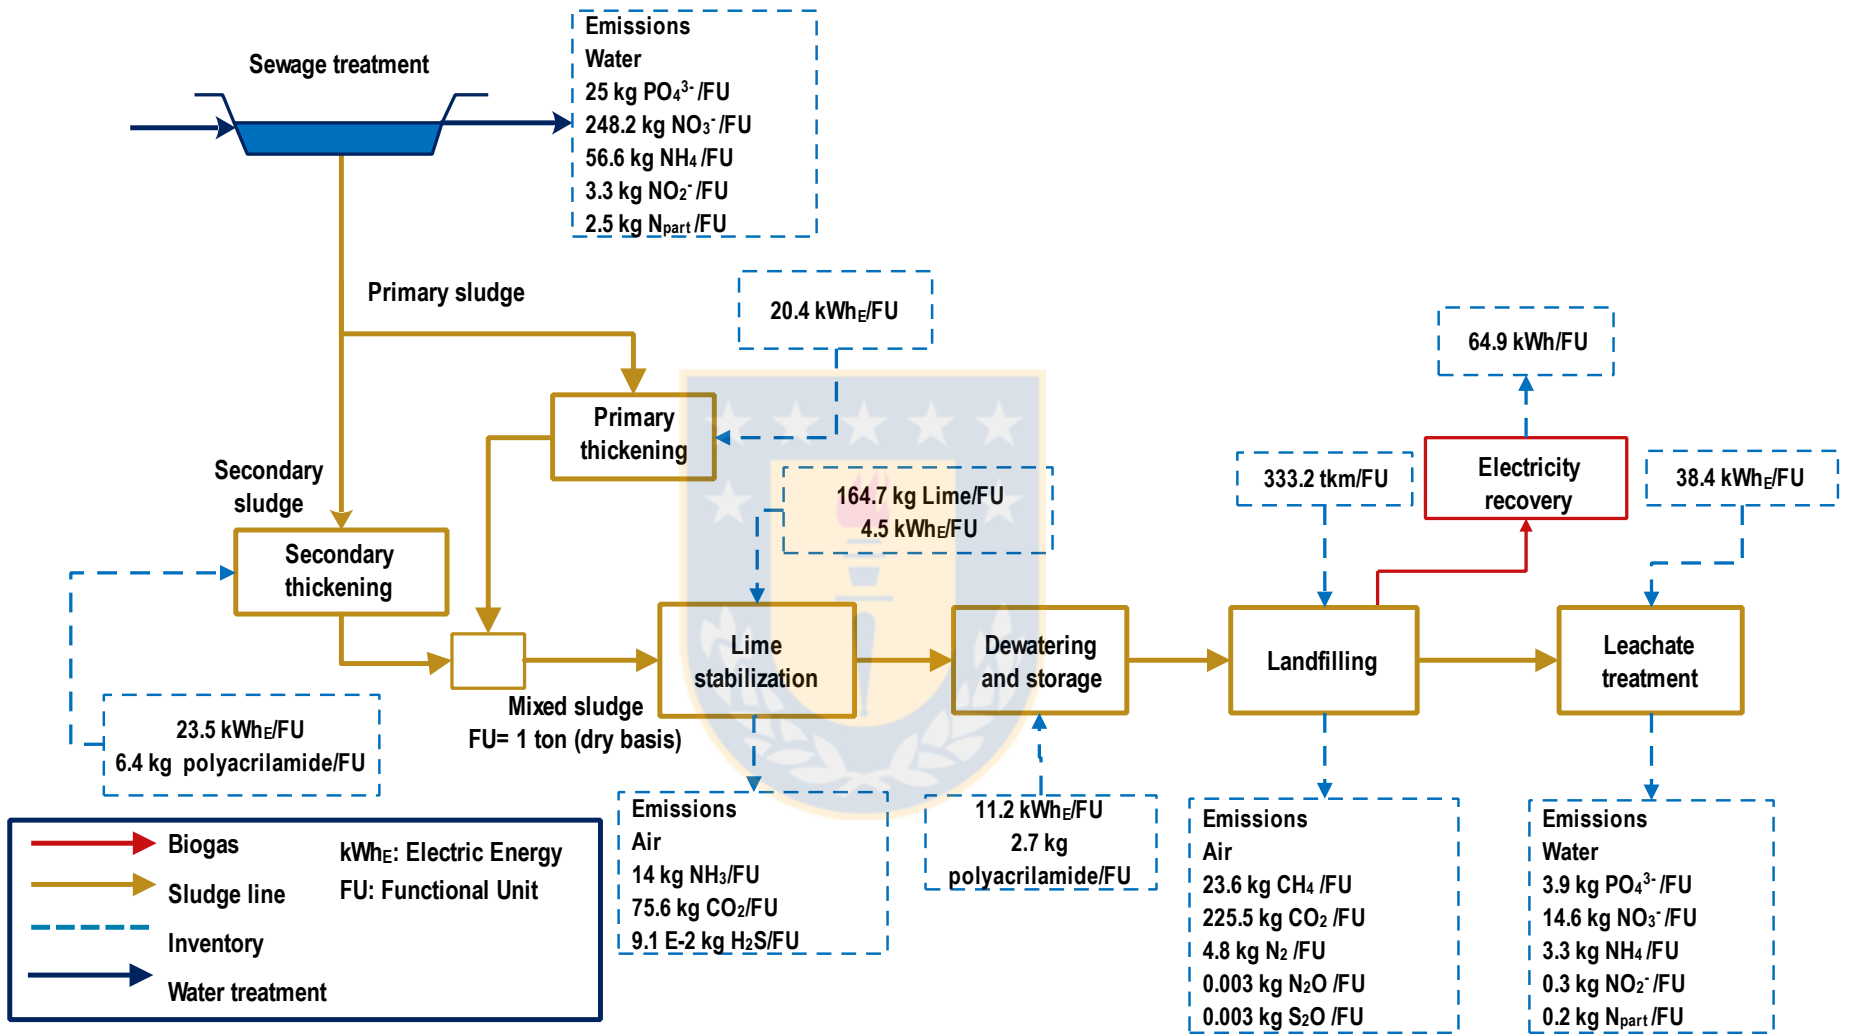 Sewage treatment
Emissions
Water
25 kg PO₄³⁻/FU
248.2 kg NO₃⁻/FU
56.6 kg NH₄/FU
3.3 kg NO₂⁻/FU
2.5 kg Npart/FU
Primary sludge
20.4 kWhE/FU
64.9 kWh/FU
Primary
thickening
Secondary
sludge
164.7 kg Lime/FU
4.5 kWhE/FU
333.2 tkm/FU
Electricity
recovery
38.4 kWhE/FU
Secondary
thickening
Lime
stabilization
Dewatering
and storage
Landfilling
Leachate
treatment
Mixed sludge
FU= 1 ton (dry basis)
23.5 kWhE/FU
6.4 kg polyacrilamide/FU
Emissions
Air
14 kg NH₃/FU
75.6 kg CO₂/FU
9.1 E-2 kg H₂S/FU
11.2 kWhE/FU
2.7 kg
polyacrilamide/FU
Emissions
Air
23.6 kg CH₄ /FU
225.5 kg CO₂ /FU
4.8 kg N₂ /FU
0.003 kg N₂O /FU
0.003 kg S₂O /FU
Emissions
Water
3.9 kg PO₄³⁻/FU
14.6 kg NO₃⁻/FU
3.3 kg NH₄ /FU
0.3 kg NO₂⁻/FU
0.2 kg Npart /FU
Biogas
Sludge line
Inventory
Water treatment
kWhE: Electric Energy
FU: Functional Unit